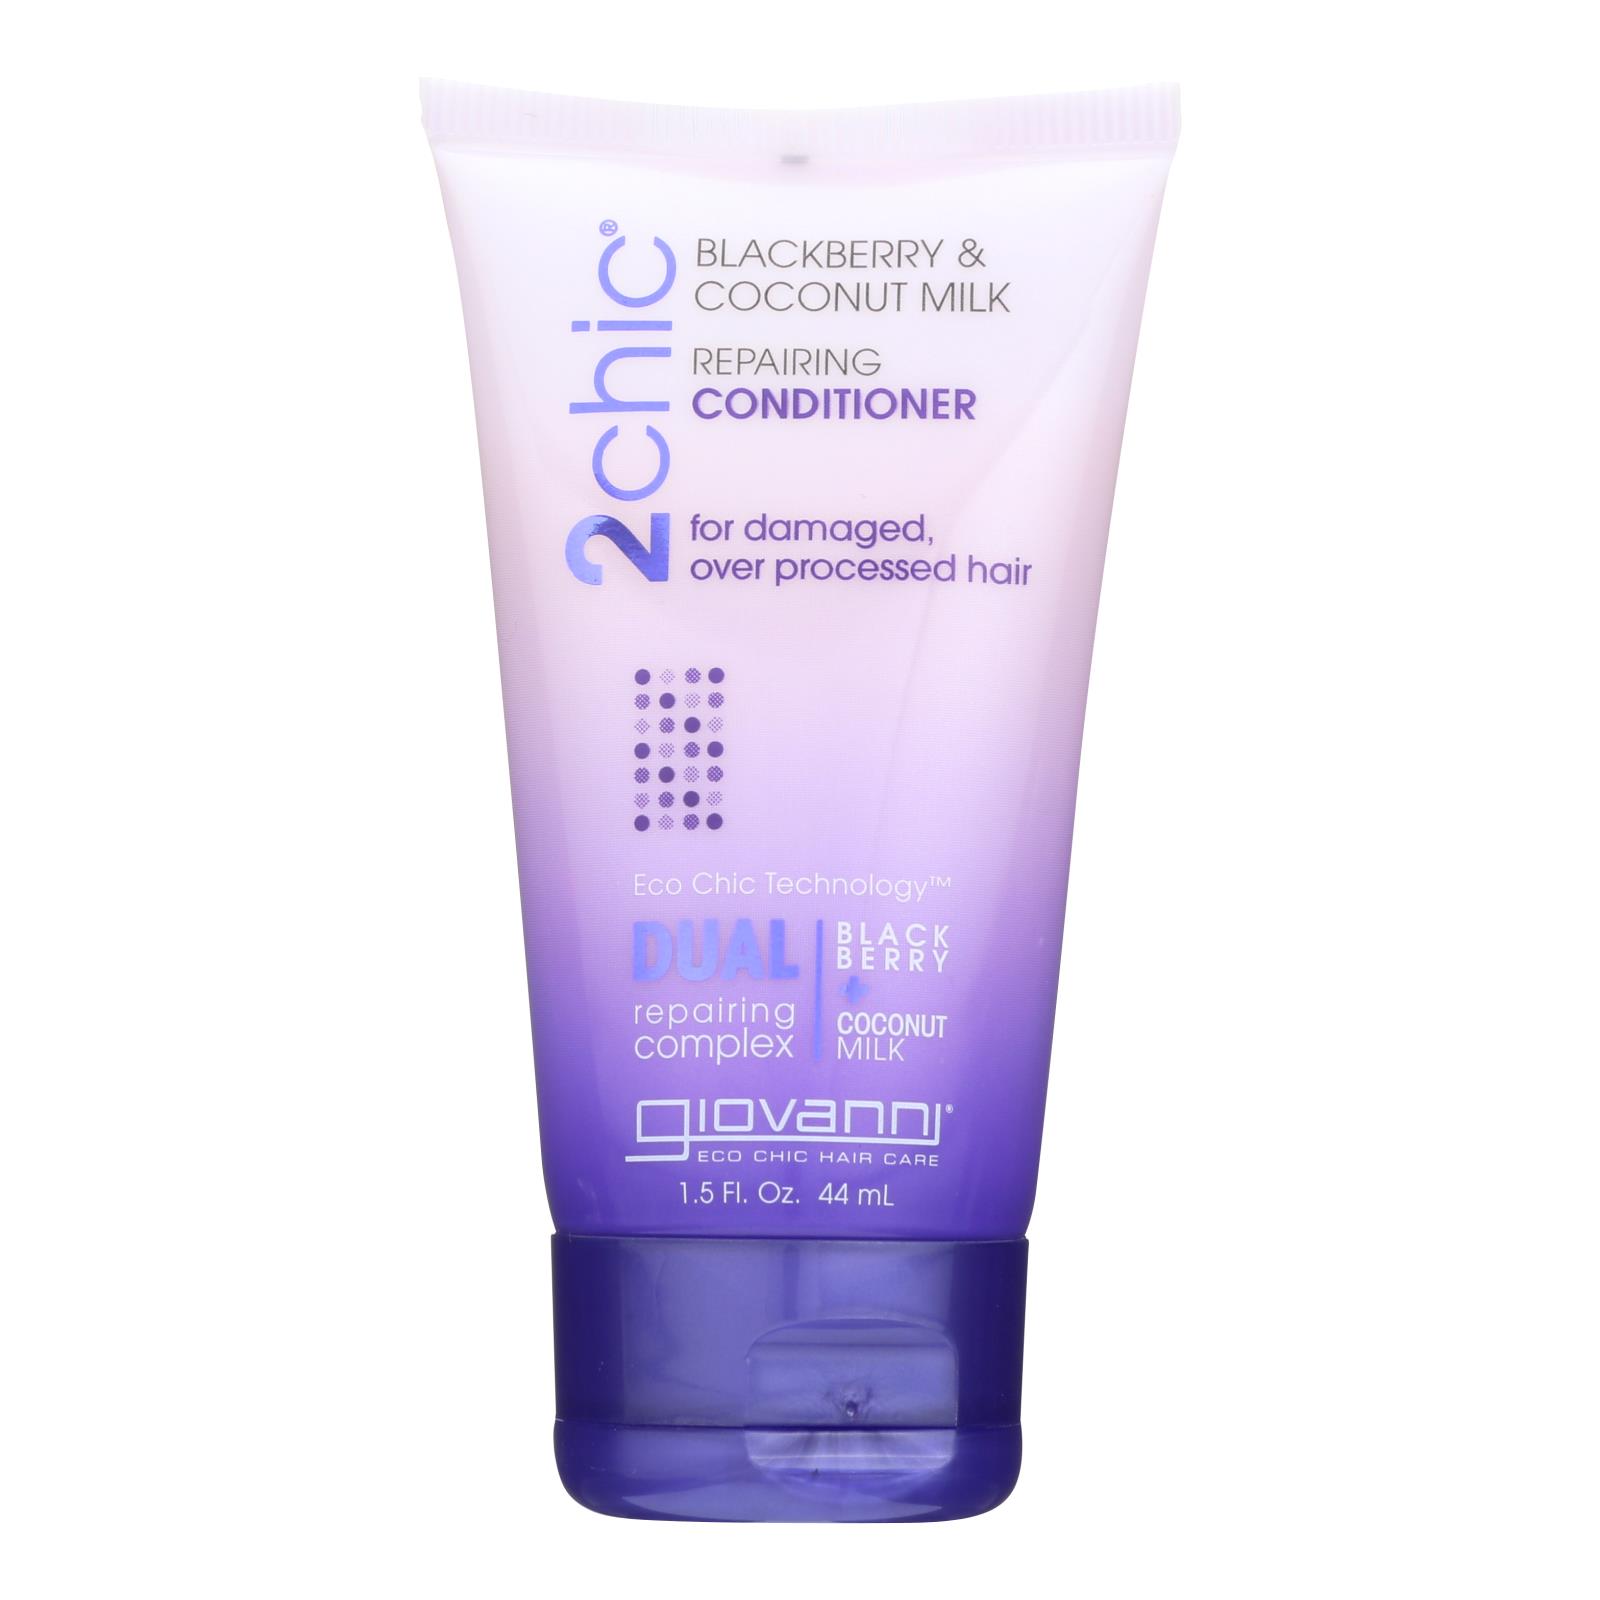 2chic®
BLACKBERRY &
COCONUT MILK
REPAIRING
CONDITIONER
for damaged,
over processed hair
Eco Chic Technology™
DUAL
repairing
complex
BLACK
BERRY
+
COCONUT
MILK
giovanni®
ECO CHIC HAIR CARE
1.5 Fl. Oz. 44 mL